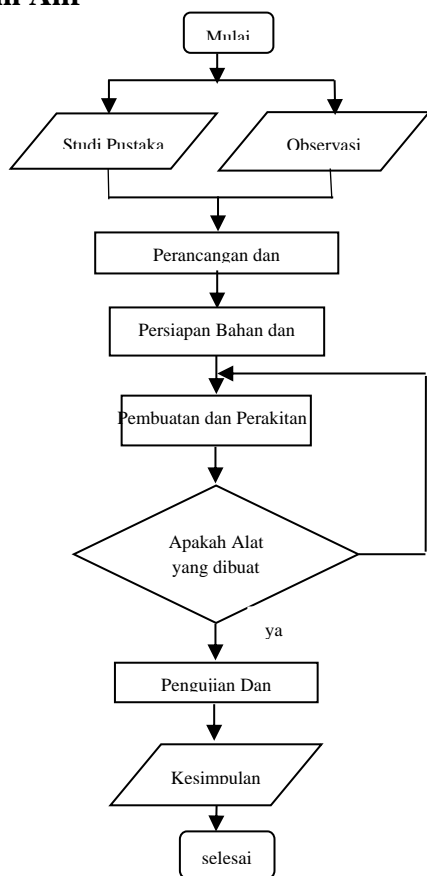 Mulai
Studi Pustaka
Observasi
Perancangan dan
Persiapan Bahan dan
Pembuatan dan Perakitan
Apakah Alat
yang dibuat
ya
Pengujian Dan
Kesimpulan
selesai